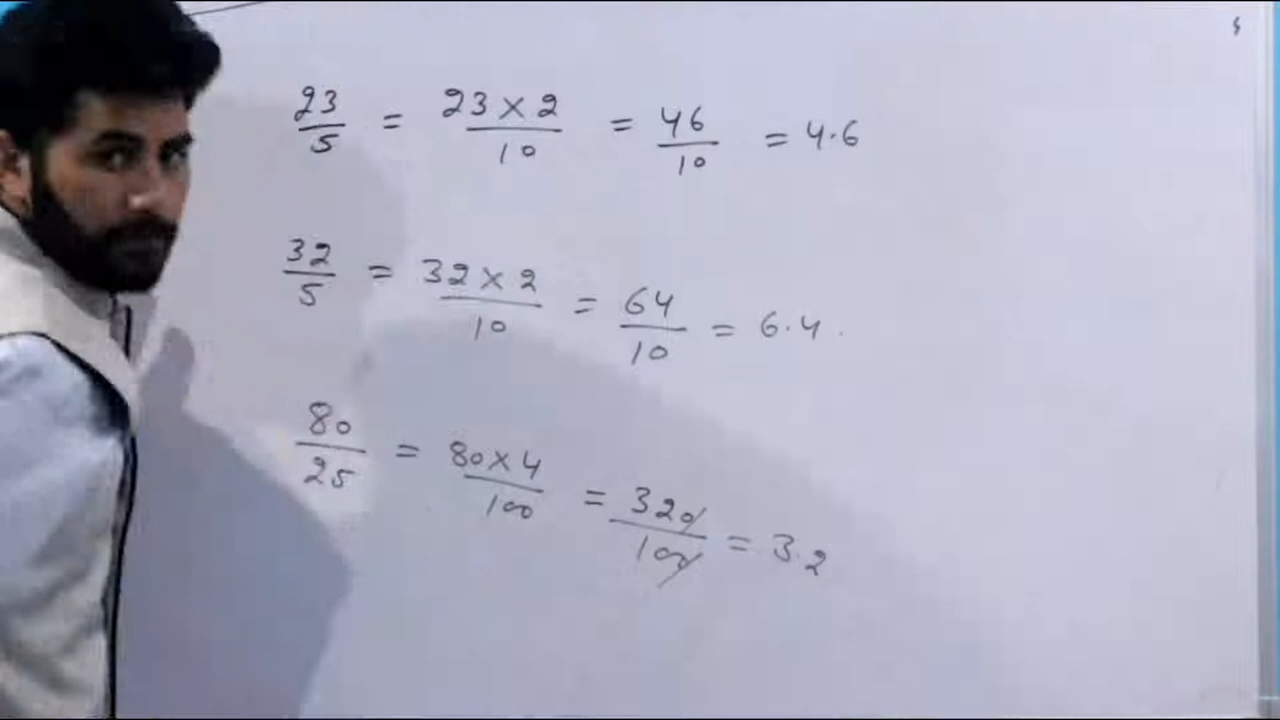 23/5 = 23 × 2/10 = 46/10 = 4.6
32/5 = 32 × 2/10 = 64/10 = 6.4
80/25 = 80 × 4/100 = 320/100 = 3.2